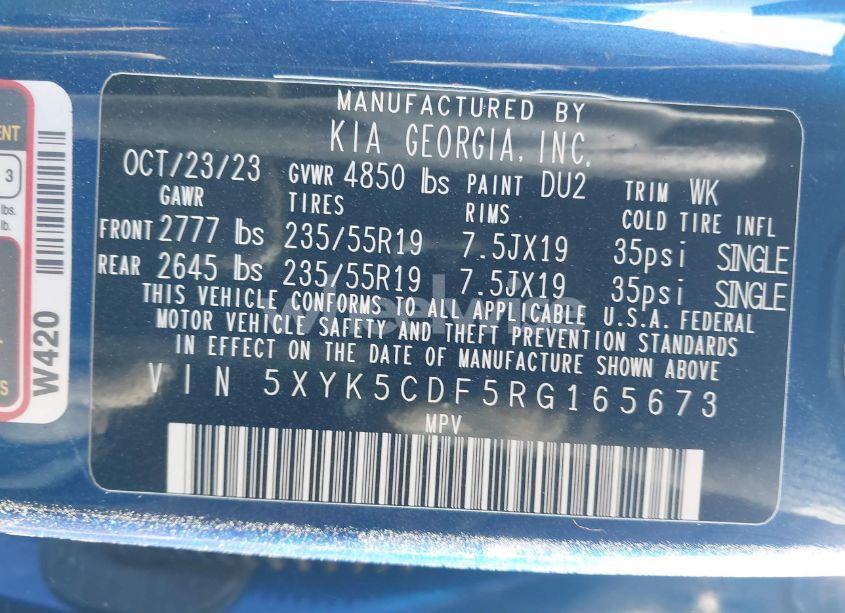 MANUFACTURED BY
KIA GEORGIA, INC.
OCT/23/23 GVWR 4850 lbs PAINT DU2 TRIM WK
GAWR TIRES RIMS COLD TIRE INFL
FRONT 2777 lbs 235/55R19 7.5JX19 35psi SINGLE
REAR 2645 lbs 235/55R19 7.5JX19 35psi SINGLE
THIS VEHICLE CONFORMS TO ALL APPLICABLE U.S.A. FEDERAL
MOTOR VEHICLE SAFETY AND THEFT PREVENTION STANDARDS
IN EFFECT ON THE DATE OF MANUFACTURE SHOWN ABOVE
VIN 5XYK5CDF5RG165673
MPV
3
lbs.
lb.
W420